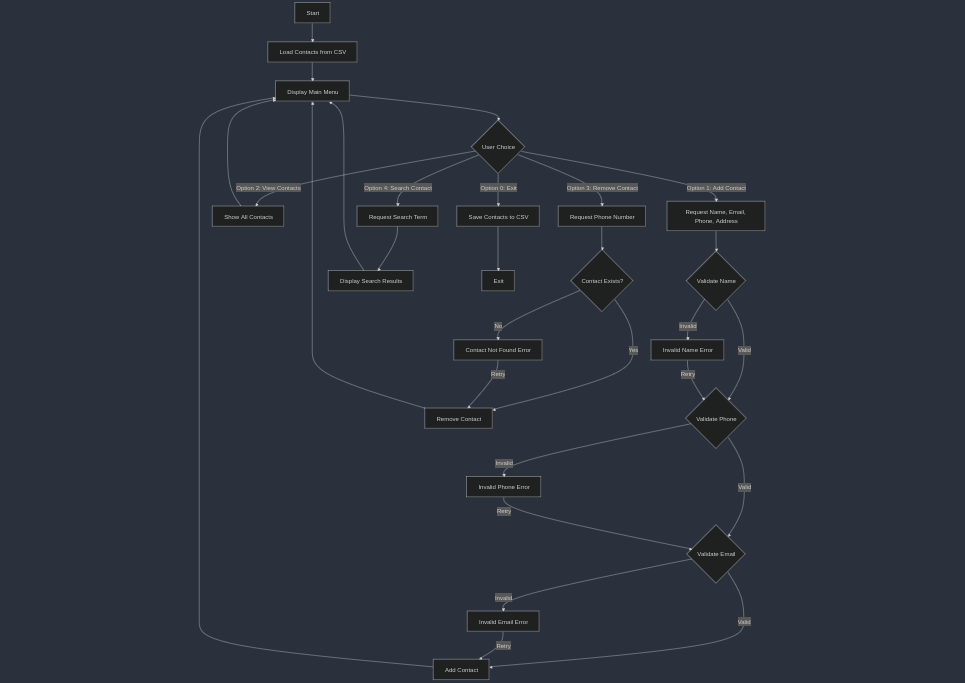 Start
Load Contacts from CSV
Display Main Menu
User Choice
Option 2: View Contacts
Option 4: Search Contact
Option 0: Exit
Option 3: Remove Contact
Option 1: Add Contact
Show All Contacts
Request Search Term
Save Contacts to CSV
Request Phone Number
Request Name, Email,
Phone, Address
Display Search Results
Exit
Contact Exists?
Validate Name
No
Invalid
Contact Not Found Error
Yes
Invalid Name Error
Valid
Retry
Retry
Remove Contact
Validate Phone
Invalid
Invalid Phone Error
Valid
Retry
Validate Email
Invalid
Invalid Email Error
Valid
Retry
Add Contact